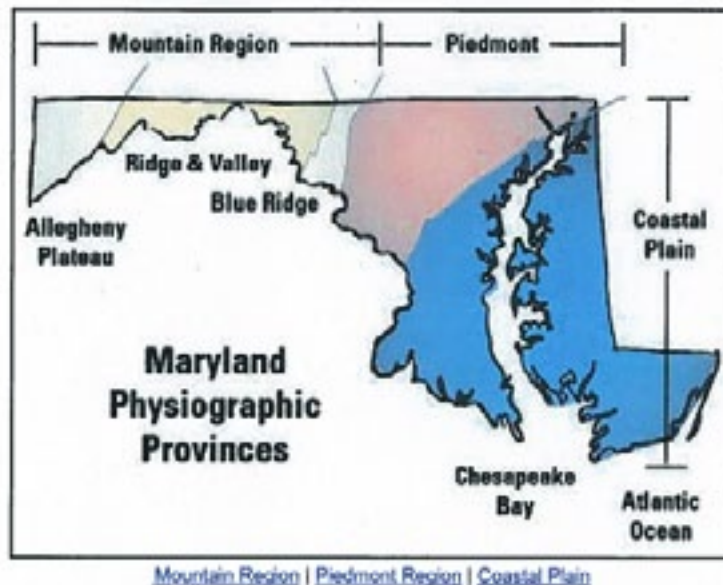 Mountain Region
Piedmont
Ridge & Valley
Blue Ridge
Allegheny
Plateau
Coastal
Plain
Maryland
Physiographic
Provinces
Chesapeake
Bay
Atlantic
Ocean
Mountain Region | Piedmont Region | Coastal Plain